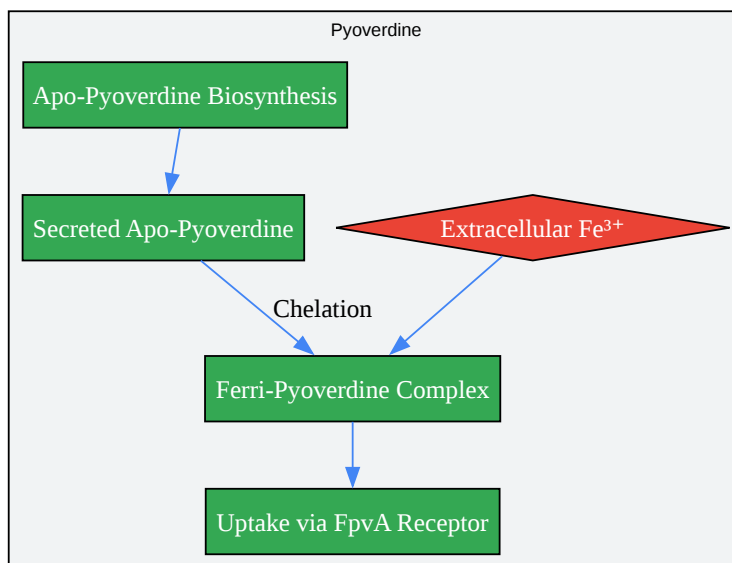 Pyoverdine
Apo-Pyoverdine Biosynthesis
Secreted Apo-Pyoverdine
Extracellular Fe³⁺
Chelation
Ferri-Pyoverdine Complex
Uptake via FpvA Receptor